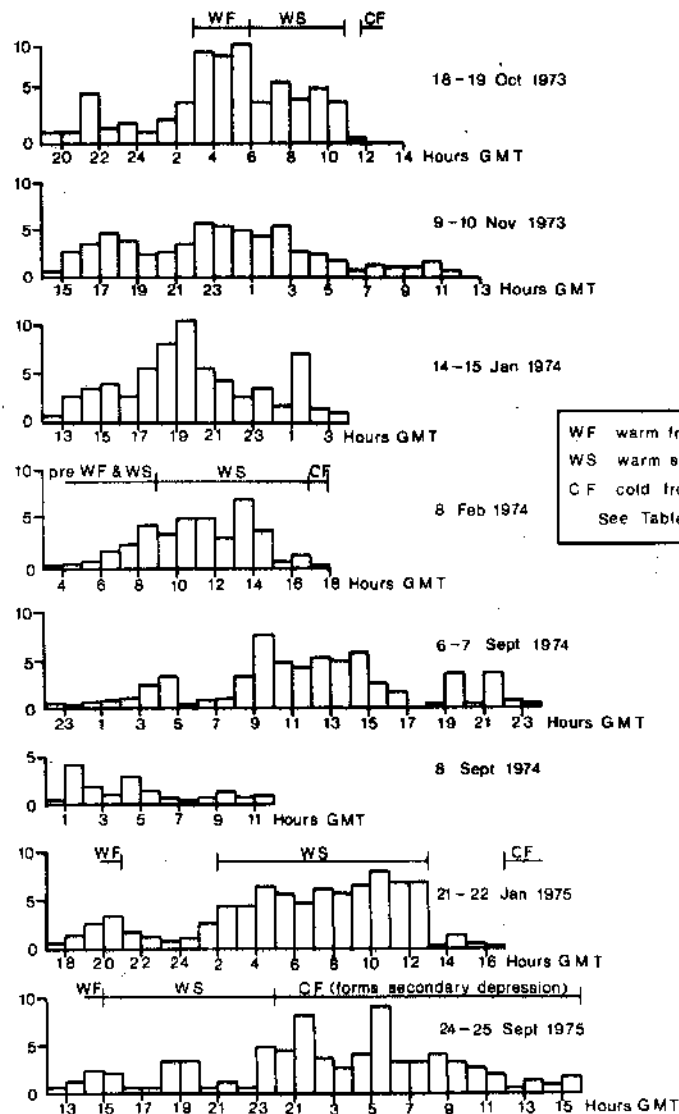 WF WS CF
10
5
0
18-19 Oct 1973
20 22 24 2 4 6 8 10 12 14 Hours GMT
10
5
0
9-10 Nov 1973
15 17 19 21 23 1 3 5 7 9 11 13 Hours GMT
10
5
0
14-15 Jan 1974
13 15 17 19 21 23 1 3 Hours GMT
WF warm fr
WS warm s
CF cold fr
See Table
pre WF & WS WS CF
10
5
0
8 Feb 1974
4 6 8 10 12 14 16 18 Hours GMT
10
5
0
6-7 Sept 1974
23 1 3 5 7 9 11 13 15 17 19 21 23 Hours GMT
5
0
8 Sept 1974
1 3 5 7 9 11 Hours GMT
WF WS CF
10
5
0
21-22 Jan 1975
18 20 22 24 2 4 6 8 10 12 14 16 Hours GMT
WF WS CF (forms secondary depression)
10
5
0
24-25 Sept 1975
13 15 17 19 21 3 5 7 9 11 13 15 Hours GMT